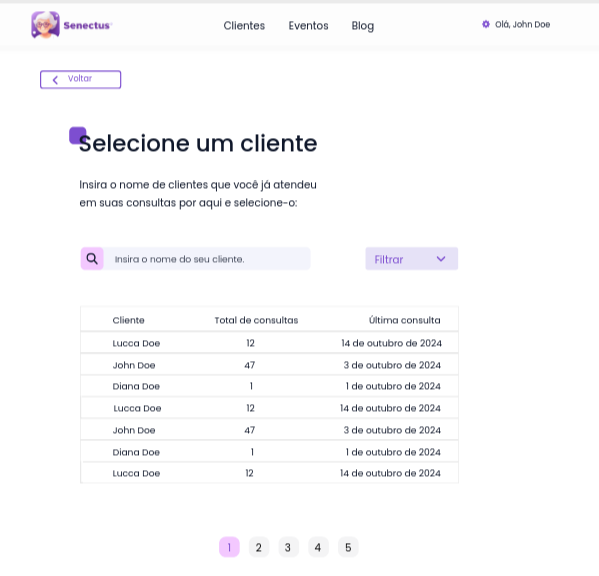 Senectus
Clientes Eventos Blog
Olá, John Doe
Voltar
Selecione um cliente
Insira o nome de clientes que você já atendeu
em suas consultas por aqui e selecione-o:
Insira o nome do seu cliente.
Filtrar
Cliente Total de consultas Última consulta
Lucca Doe 12 14 de outubro de 2024
John Doe 47 3 de outubro de 2024
Diana Doe 1 1 de outubro de 2024
Lucca Doe 12 14 de outubro de 2024
John Doe 47 3 de outubro de 2024
Diana Doe 1 1 de outubro de 2024
Lucca Doe 12 14 de outubro de 2024
1 2 3 4 5